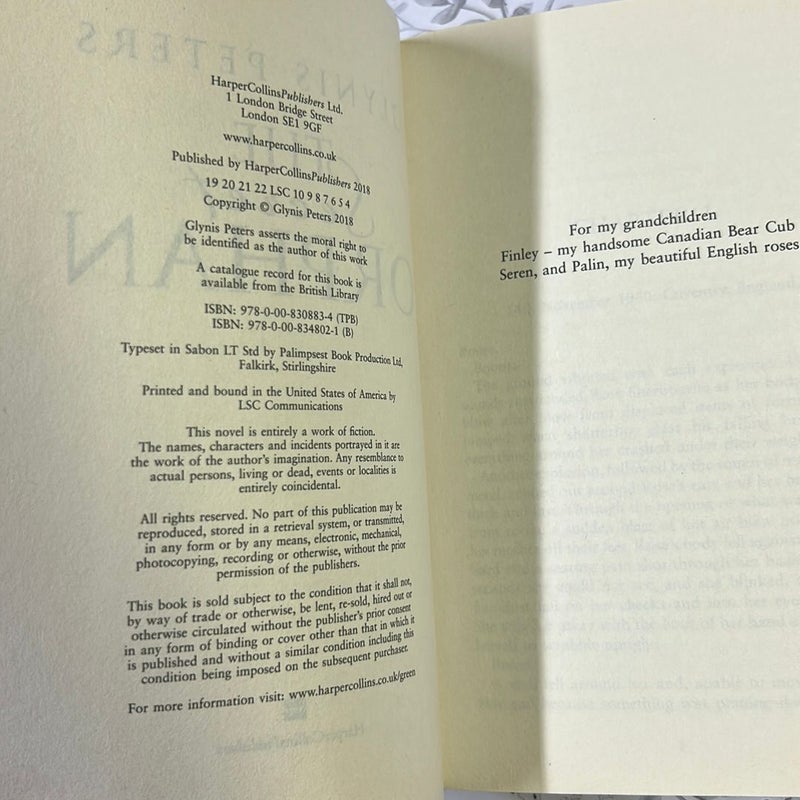 HarperCollinsPublishers Ltd.
1 London Bridge Street
London SE1 9GF
www.harpercollins.co.uk
Published by HarperCollinsPublishers 2018
19 20 21 22 LSC 10 9 8 7 6 5 4
Copyright © Glynis Peters 2018
Glynis Peters asserts the moral right to
be identified as the author of this work
A catalogue record for this book is
available from the British Library
ISBN: 978-0-00-830883-4 (TPB)
ISBN: 978-0-00-834802-1 (B)
Typeset in Sabon LT Std by Palimpsest Book Production Ltd,
Falkirk, Stirlingshire
Printed and bound in the United States of America by
LSC Communications
This novel is entirely a work of fiction.
The names, characters and incidents portrayed in it are
the work of the author's imagination. Any resemblance to
actual persons, living or dead, events or localities is
entirely coincidental.
All rights reserved. No part of this publication may be
reproduced, stored in a retrieval system, or transmitted,
in any form or by any means, electronic, mechanical,
photocopying, recording or otherwise, without the prior
permission of the publishers.
This book is sold subject to the condition that it shall not,
by way of trade or otherwise, be lent, re-sold, hired out or
otherwise circulated without the publisher's prior consent
in any form of binding or cover other than that in which it
is published and without a similar condition including this
condition being imposed on the subsequent purchaser.
For more information visit: www.harpercollins.co.uk/green
For my grandchildren
Finley – my handsome Canadian Bear Cub
Seren, and Palin, my beautiful English roses